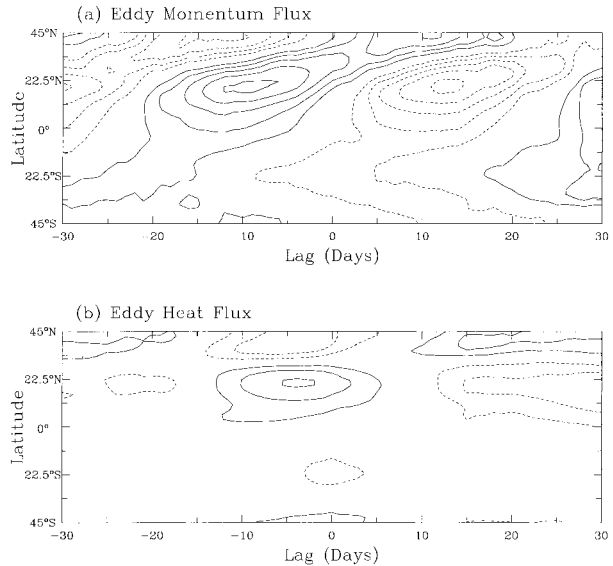 (a) Eddy Momentum Flux
45°N
22.5°N
0°
22.5°S
45°S
Latitude
-30 -20 -10 0 10 20 30
Lag (Days)
(b) Eddy Heat Flux
45°N
22.5°N
0°
22.5°S
45°S
Latitude
-30 -20 -10 0 10 20 30
Lag (Days)